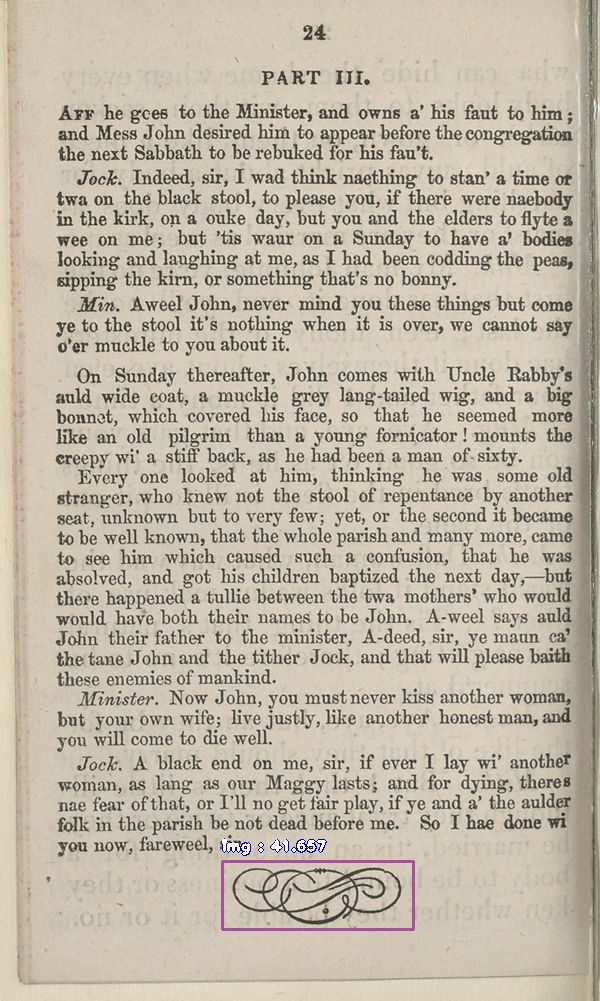 24
PART III.
AFF he goes to the Minister, and owns a' his faut to him;
and Mess John desired him to appear before the congregation
the next Sabbath to be rebuked for his fau't.
Jock. Indeed, sir, I wad think naething to stan' a time or
twa on the black stool, to please you, if there were naebody
in the kirk, on a ouke day, but you and the elders to flyte a
wee on me; but 'tis waur on a Sunday to have a' bodies
looking and laughing at me, as I had been codding the peas,
sipping the kirn, or something that's no bonny.
Min. Aweel John, never mind you these things but come
ye to the stool it's nothing when it is over, we cannot say
o'er muckle to you about it.
On Sunday thereafter, John comes with Uncle Rabby's
auld wide coat, a muckle grey lang-tailed wig, and a big
bonnet, which covered his face, so that he seemed more
like an old pilgrim than a young fornicator! mounts the
creepy wi' a stiff back, as he had been a man of sixty.
Every one looked at him, thinking he was some old
stranger, who knew not the stool of repentance by another
seat, unknown but to very few; yet, or the second it became
to be well known, that the whole parish and many more, came
to see him which caused such a confusion, that he was
absolved, and got his children baptized the next day,—but
there happened a tullie between the twa mothers' who would
would have both their names to be John. A-weel says auld
John their father to the minister, A-deed, sir, ye maun ca'
the tane John and the tither Jock, and that will please baith
these enemies of mankind.
Minister. Now John, you must never kiss another woman,
but your own wife; live justly, like another honest man, and
you will come to die well.
Jock. A black end on me, sir, if ever I lay wi' another
woman, as lang as our Maggy lasts; and for dying, theres
nae fear of that, or I'll no get fair play, if ye and a' the aulder
folk in the parish be not dead before me. So I hae done wi
you now, fareweel,
img : 41.657